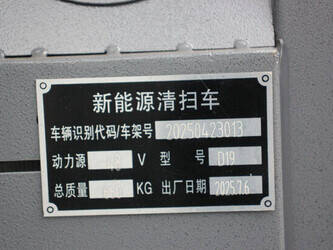 新能源清扫车
车辆识别代码/车架号 20250423013
动力源 V 型号 D19
总质量 KG 出厂日期 2025.7.6